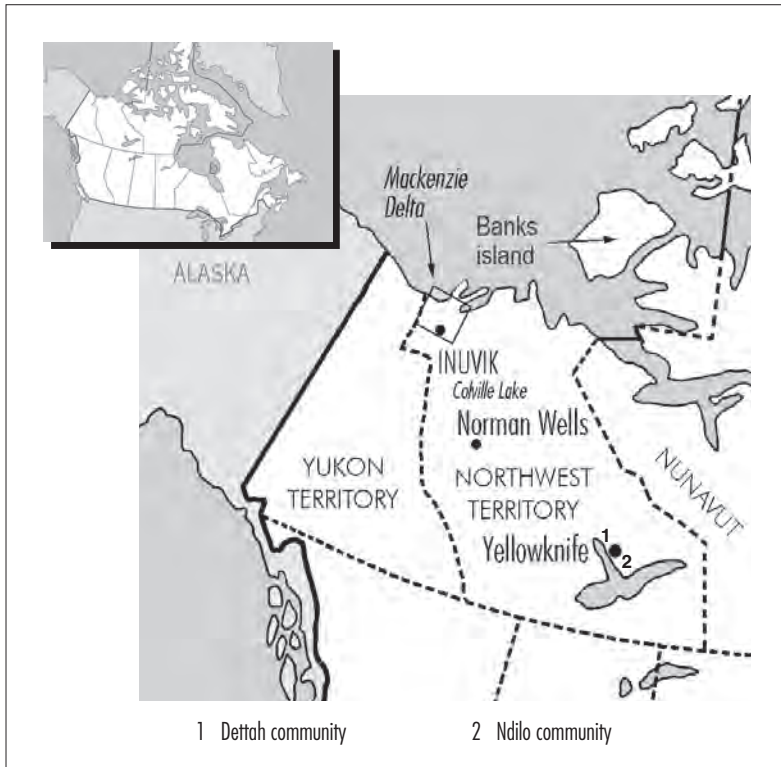 Mackenzie
Delta
Banks
island
ALASKA
INUVIK
Colville Lake
Norman Wells
YUKON
TERRITORY
NORTHWEST
TERRITORY
NUNAVUT
Yellowknife
1
2
1 Dettah community
2 Ndilo community